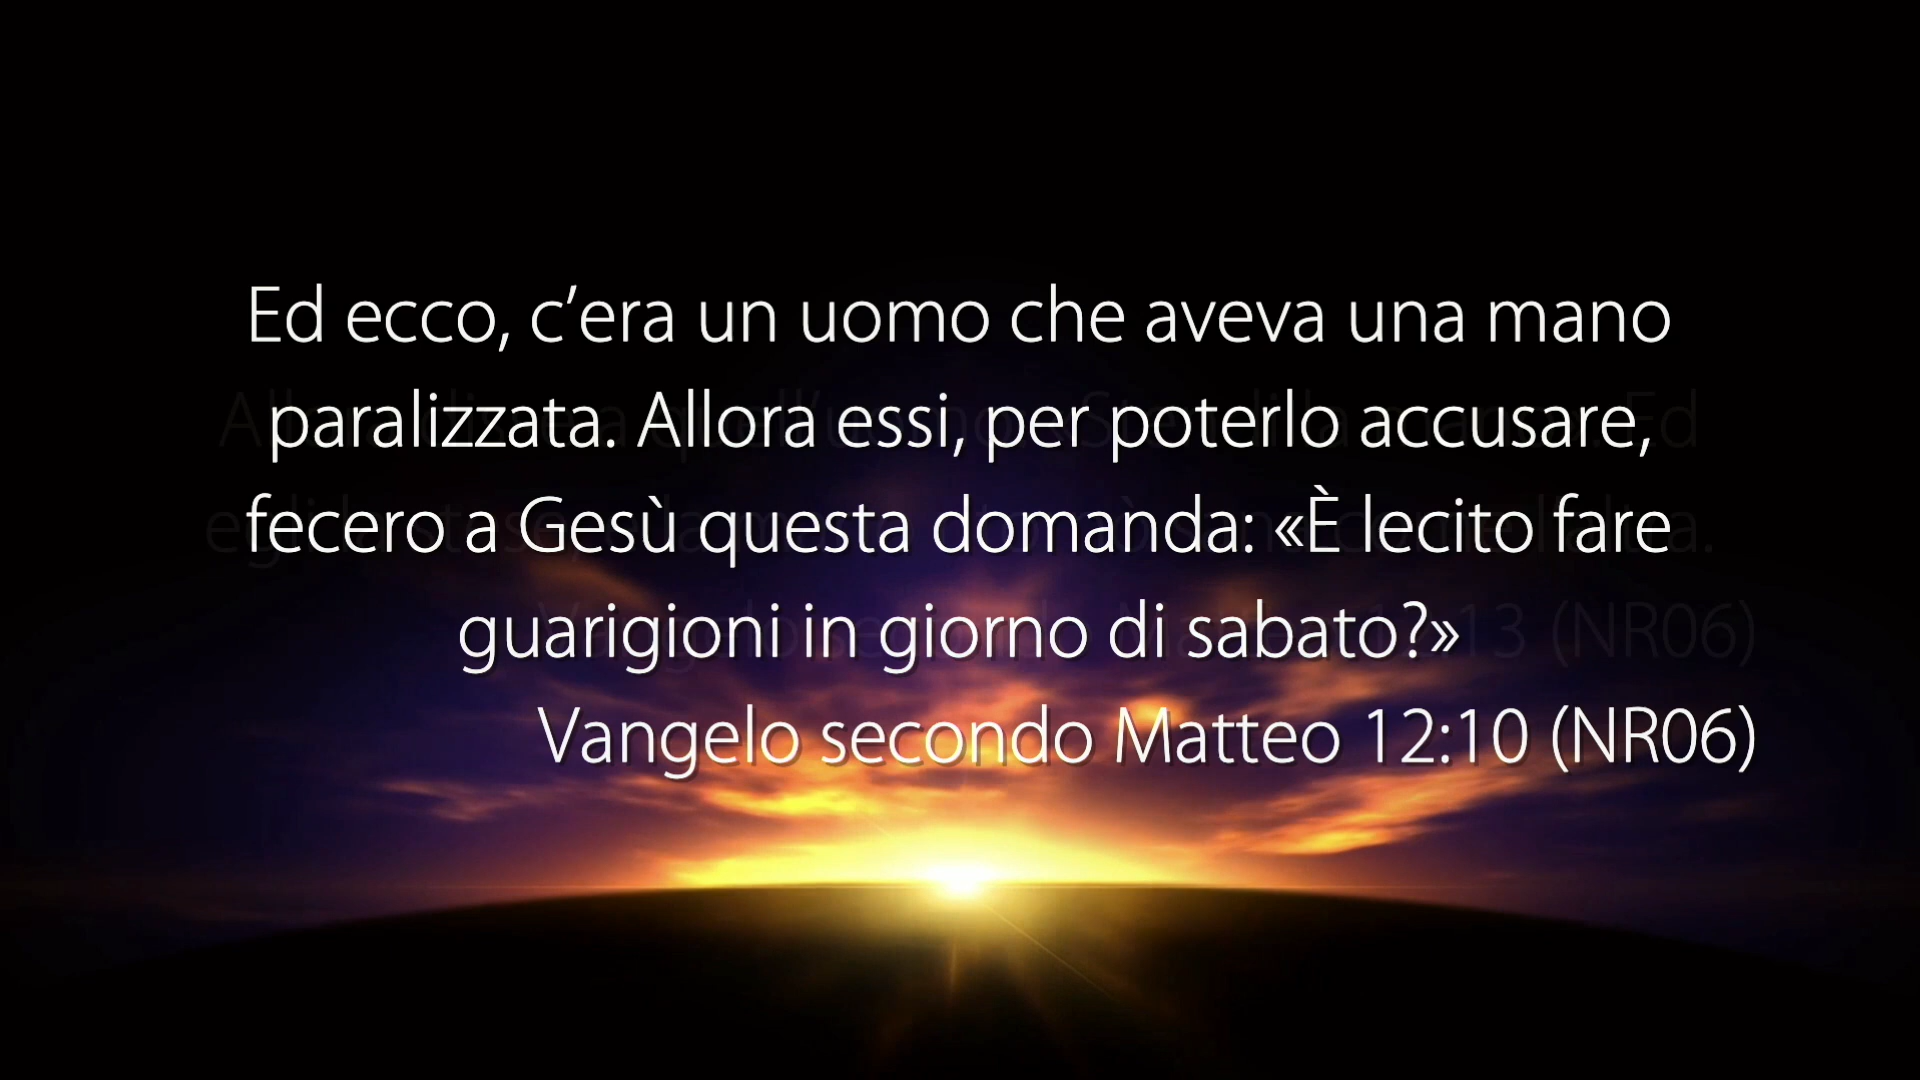 Ed ecco, c’era un uomo che aveva una mano
paralizzata. Allora essi, per poterlo accusare,
fecero a Gesù questa domanda: «È lecito fare
guarigioni in giorno di sabato?»
Vangelo secondo Matteo 12:10 (NR06)